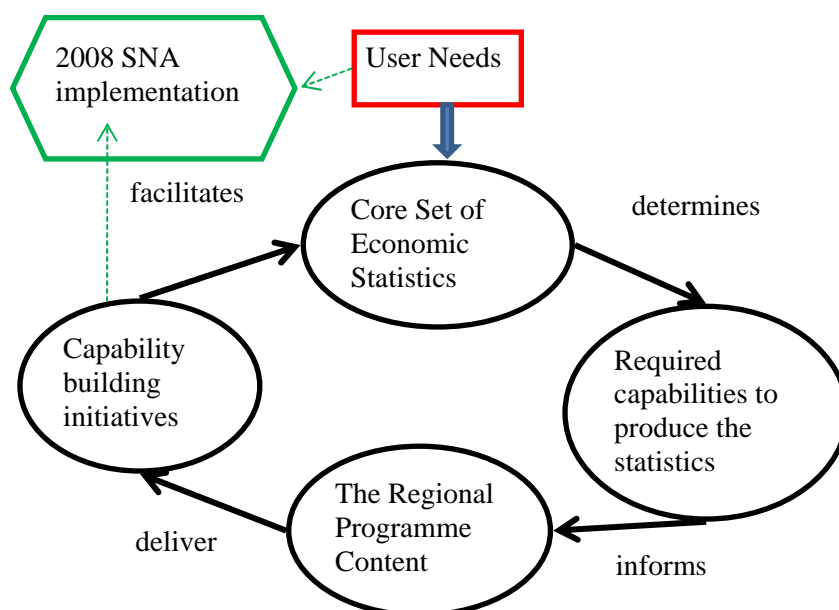 2008 SNA
implementation
User Needs
facilitates
Core Set of
Economic
Statistics
determines
Capability
building
initiatives
Required
capabilities to
produce the
statistics
The Regional
Programme
Content
deliver
informs